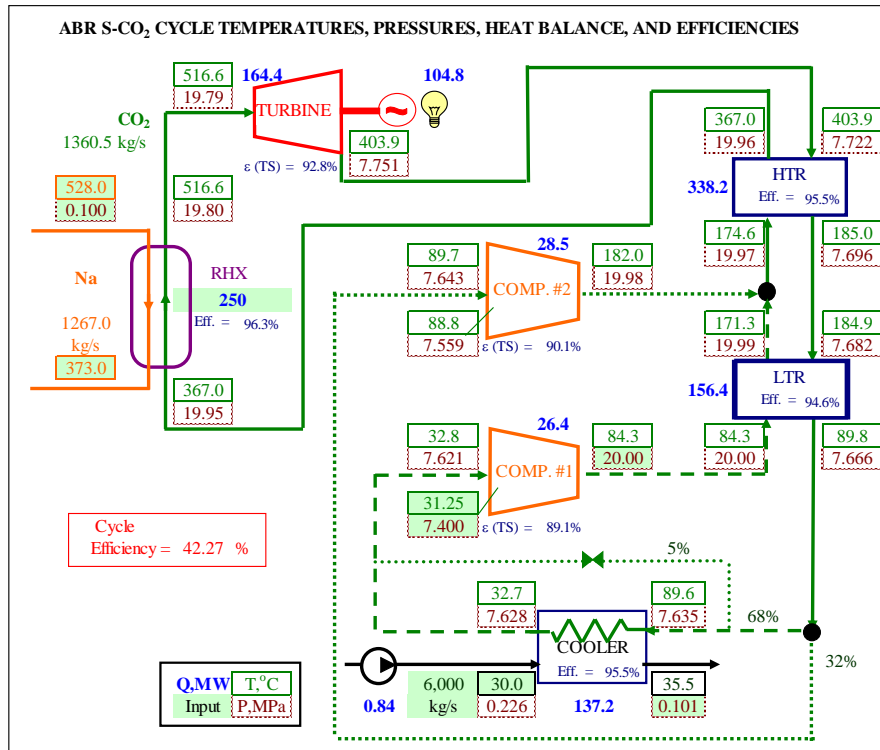 ABR S-CO₂ CYCLE TEMPERATURES, PRESSURES, HEAT BALANCE, AND EFFICIENCIES
516.6
19.79
164.4
TURBINE
~
104.8
ε (TS) = 92.8%
403.9
7.751
CO₂
1360.5 kg/s
528.0
0.100
516.6
19.80
Na
1267.0
kg/s
373.0
RHX
250
Eff. = 96.3%
367.0
19.95
367.0
19.96
403.9
7.722
HTR
Eff. = 95.5%
338.2
174.6
19.97
185.0
7.696
28.5
89.7
7.643
COMP. #2
182.0
19.98
88.8
7.559
ε (TS) = 90.1%
171.3
19.99
184.9
7.682
LTR
Eff. = 94.6%
156.4
26.4
32.8
7.621
COMP. #1
84.3
20.00
84.3
20.00
89.8
7.666
31.25
7.400
ε (TS) = 89.1%
Cycle
Efficiency = 42.27 %
5%
32.7
7.628
89.6
7.635
68%
32%
COOLER
Eff. = 95.5%
0.84
6,000
kg/s
30.0
0.226
137.2
35.5
0.101
Q,MW T,°C
Input P,MPa